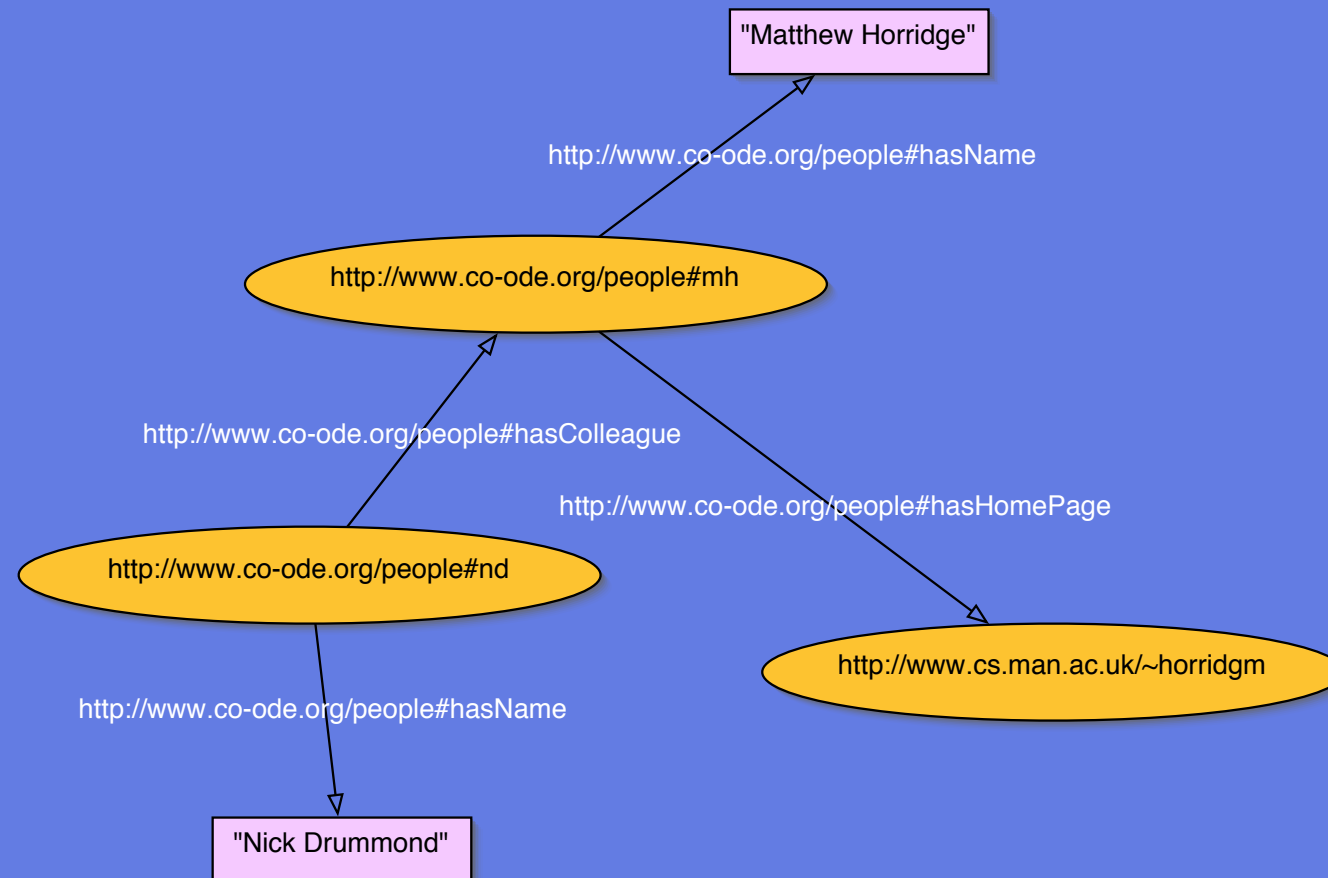 "Matthew Horridge"
http://www.co-ode.org/people#hasName
http://www.co-ode.org/people#mh
http://www.co-ode.org/people#hasColleague
http://www.co-ode.org/people#hasHomePage
http://www.co-ode.org/people#nd
http://www.cs.man.ac.uk/~horridgm
http://www.co-ode.org/people#hasName
"Nick Drummond"